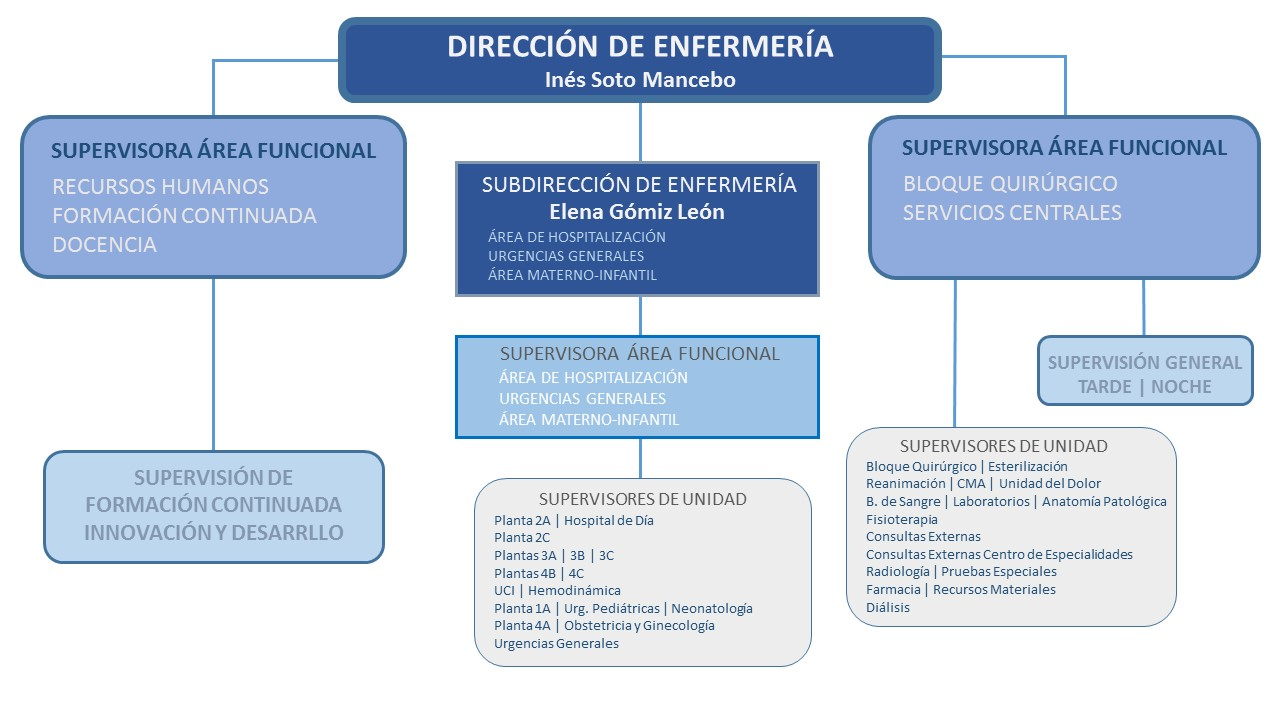 DIRECCIÓN DE ENFERMERÍA
Inés Soto Mancebo
SUPERVISORA ÁREA FUNCIONAL
RECURSOS HUMANOS
FORMACIÓN CONTINUADA
DOCENCIA
SUBDIRECCIÓN DE ENFERMERÍA
Elena Gómiz León
ÁREA DE HOSPITALIZACIÓN
URGENCIAS GENERALES
ÁREA MATERNO-INFANTIL
SUPERVISORA ÁREA FUNCIONAL
BLOQUE QUIRÚRGICO
SERVICIOS CENTRALES
SUPERVISORA ÁREA FUNCIONAL
ÁREA DE HOSPITALIZACIÓN
URGENCIAS GENERALES
ÁREA MATERNO-INFANTIL
SUPERVISIÓN GENERAL
TARDE | NOCHE
SUPERVISIÓN DE
FORMACIÓN CONTINUADA
INNOVACIÓN Y DESARRLLO
SUPERVISORES DE UNIDAD
Planta 2A | Hospital de Día
Planta 2C
Plantas 3A | 3B | 3C
Plantas 4B | 4C
UCI | Hemodinámica
Planta 1A | Urg. Pediátricas | Neonatología
Planta 4A | Obstetricia y Ginecología
Urgencias Generales
SUPERVISORES DE UNIDAD
Bloque Quirúrgico | Esterilización
Reanimación | CMA | Unidad del Dolor
B. de Sangre | Laboratorios | Anatomía Patológica
Fisioterapia
Consultas Externas
Consultas Externas Centro de Especialidades
Radiología | Pruebas Especiales
Farmacia | Recursos Materiales
Diálisis